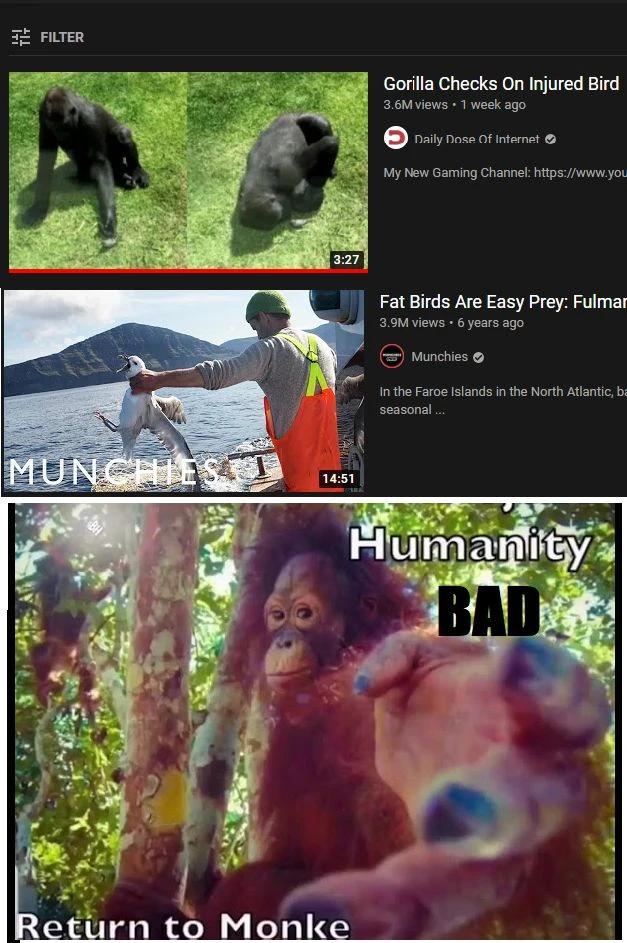 FILTER
Gorilla Checks On Injured Bird
3.6M views • 1 week ago
Daily Dose Of Internet
My New Gaming Channel: https://www.you
3:27
Fat Birds Are Easy Prey: Fulmar
3.9M views • 6 years ago
Munchies
In the Faroe Islands in the North Atlantic, ba
seasonal ...
MUNCHIES
14:51
Humanity
BAD
Return to Monke